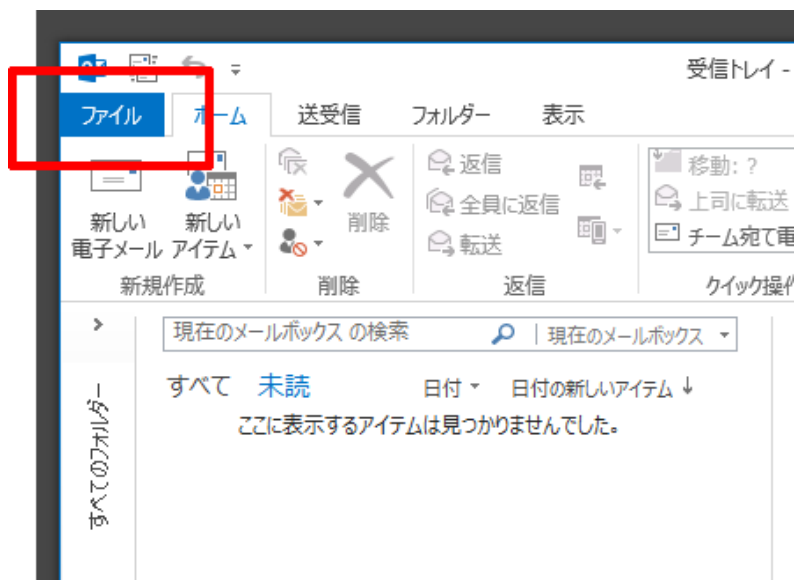 受信トレイ -
ファイル ホーム 送受信 フォルダー 表示
新しい
電子メール
新しい
アイテム
新規作成
削除
削除
返信
全員に返信
転送
返信
移動: ?
上司に転送
チーム宛て電
クイック操作
すべてのフォルダー
現在のメールボックス の検索 現在のメールボックス
すべて 未読 日付 日付の新しいアイテム ↓
ここに表示するアイテムは見つかりませんでした。